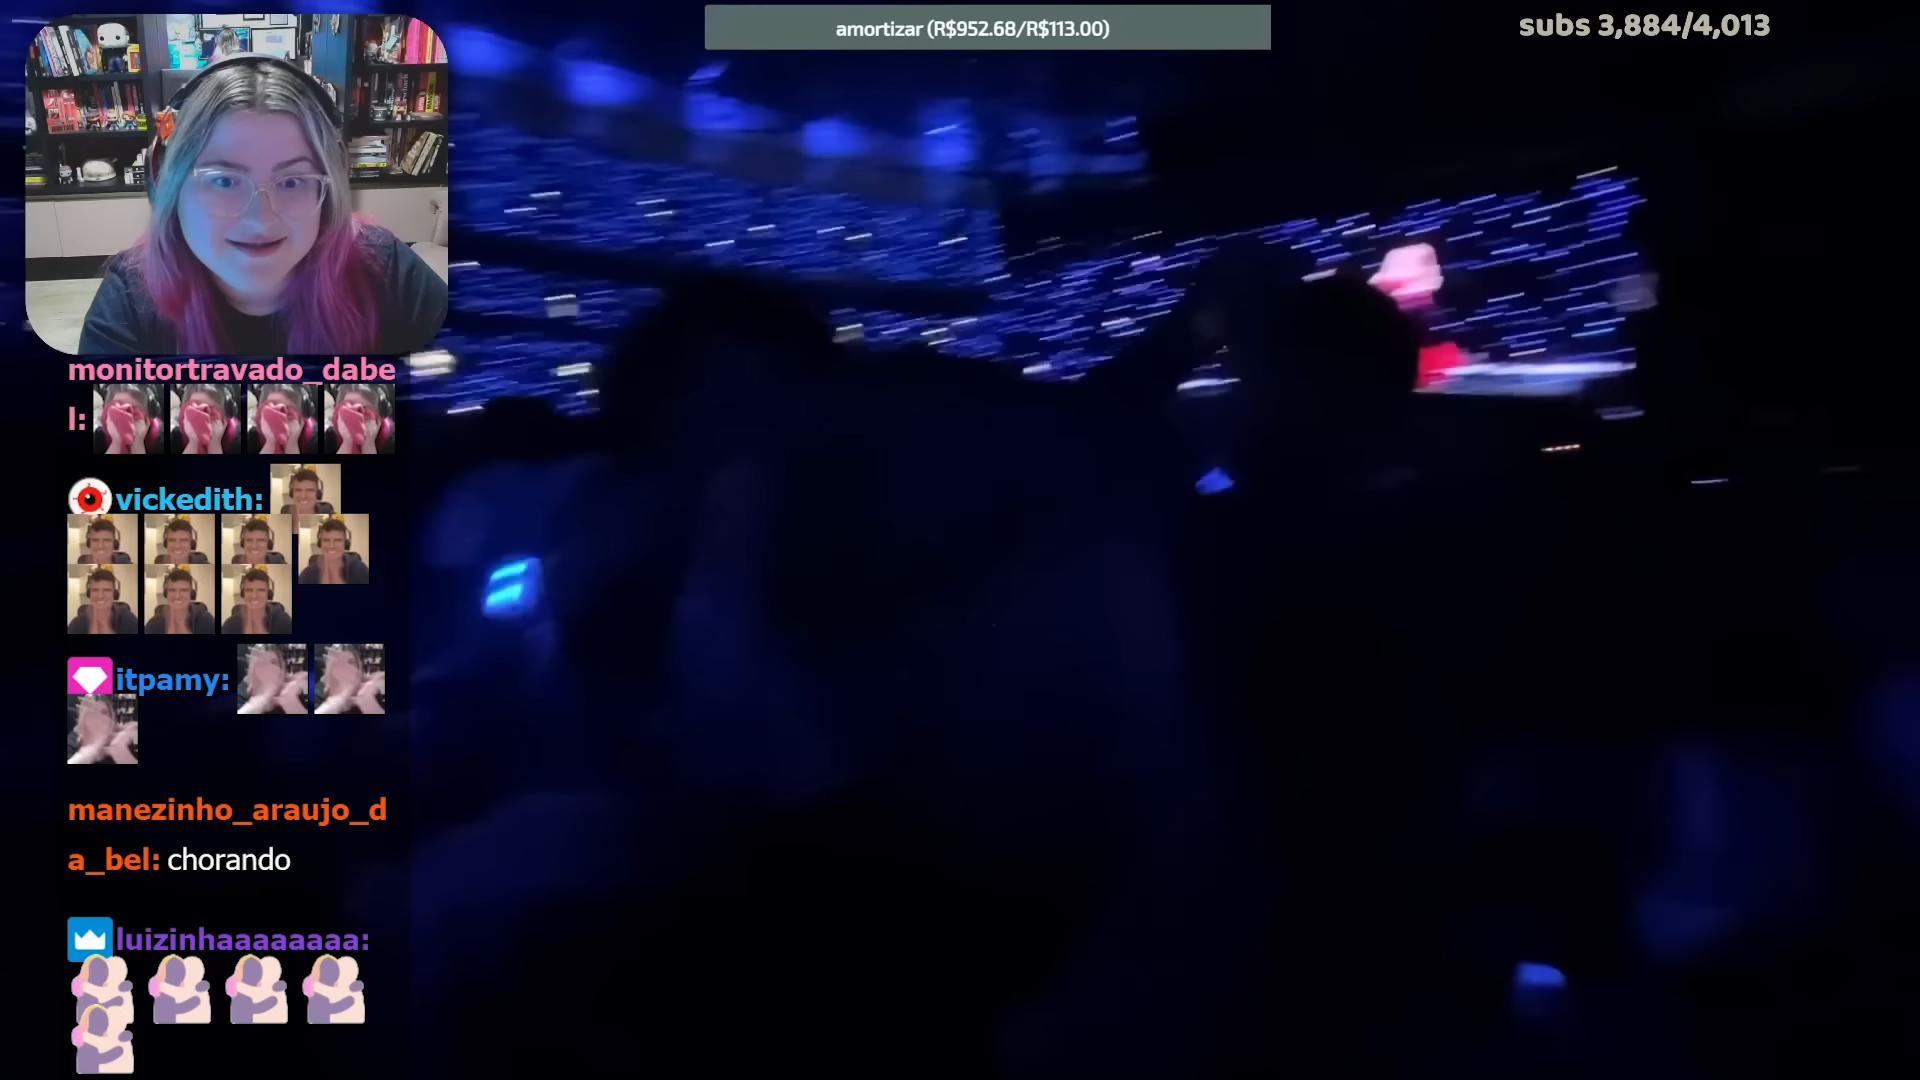 amortizar (R$952.68/R$113.00)
subs 3,884/4,013
monitortravado_dabe
l:
vickedith:
itpamy:
manezinho_araujo_d
a_bel: chorando
luizinhaaaaaaaa: